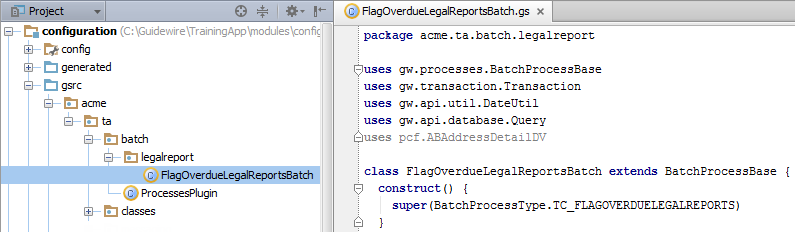 Project
configuration (C:\Guidewire\TrainingApp\modules\config
config
generated
gsrc
acme
ta
batch
legalreport
FlagOverdueLegalReportsBatch
ProcessesPlugin
classes
FlagOverdueLegalReportsBatch.gs
package acme.ta.batch.legalreport
uses gw.processes.BatchProcessBase
uses gw.transaction.Transaction
uses gw.api.util.DateUtil
uses gw.api.database.Query
uses pcf.ABAddressDetailDV
class FlagOverdueLegalReportsBatch extends BatchProcessBase {
construct() {
super(BatchProcessType.TC_FLAGOVERDUELEGALREPORTS)
}